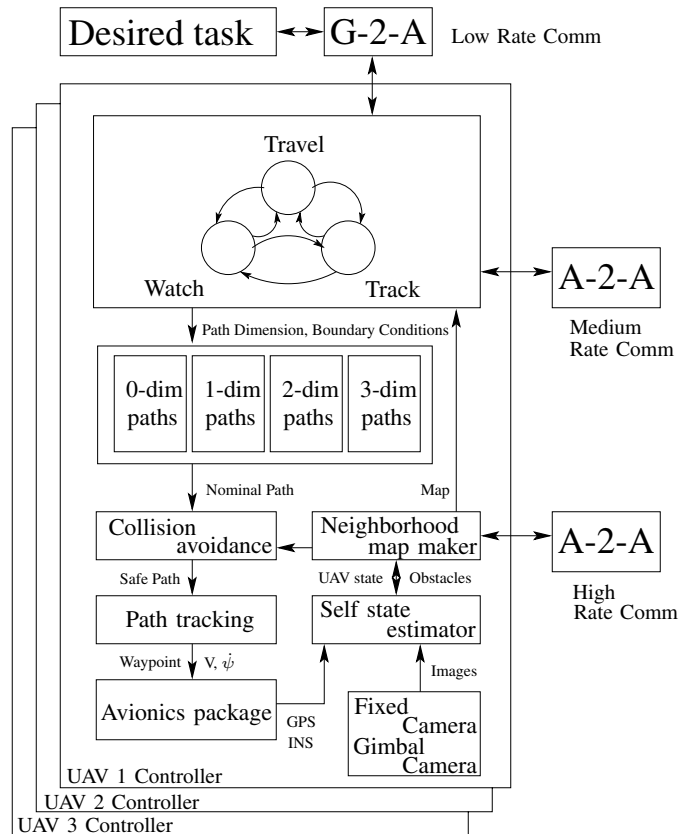 Desired task
G-2-A
Low Rate Comm
Travel
Watch
Track
A-2-A
Medium
Rate Comm
Path Dimension, Boundary Conditions
0-dim
paths
1-dim
paths
2-dim
paths
3-dim
paths
Nominal Path
Map
Collision
avoidance
Neighborhood
map maker
A-2-A
High
Rate Comm
Safe Path
UAV state
Obstacles
Path tracking
Self state
estimator
Waypoint
V, ψ̇
Images
Avionics package
GPS
INS
Fixed
Camera
Gimbal
Camera
UAV 1 Controller
UAV 2 Controller
UAV 3 Controller